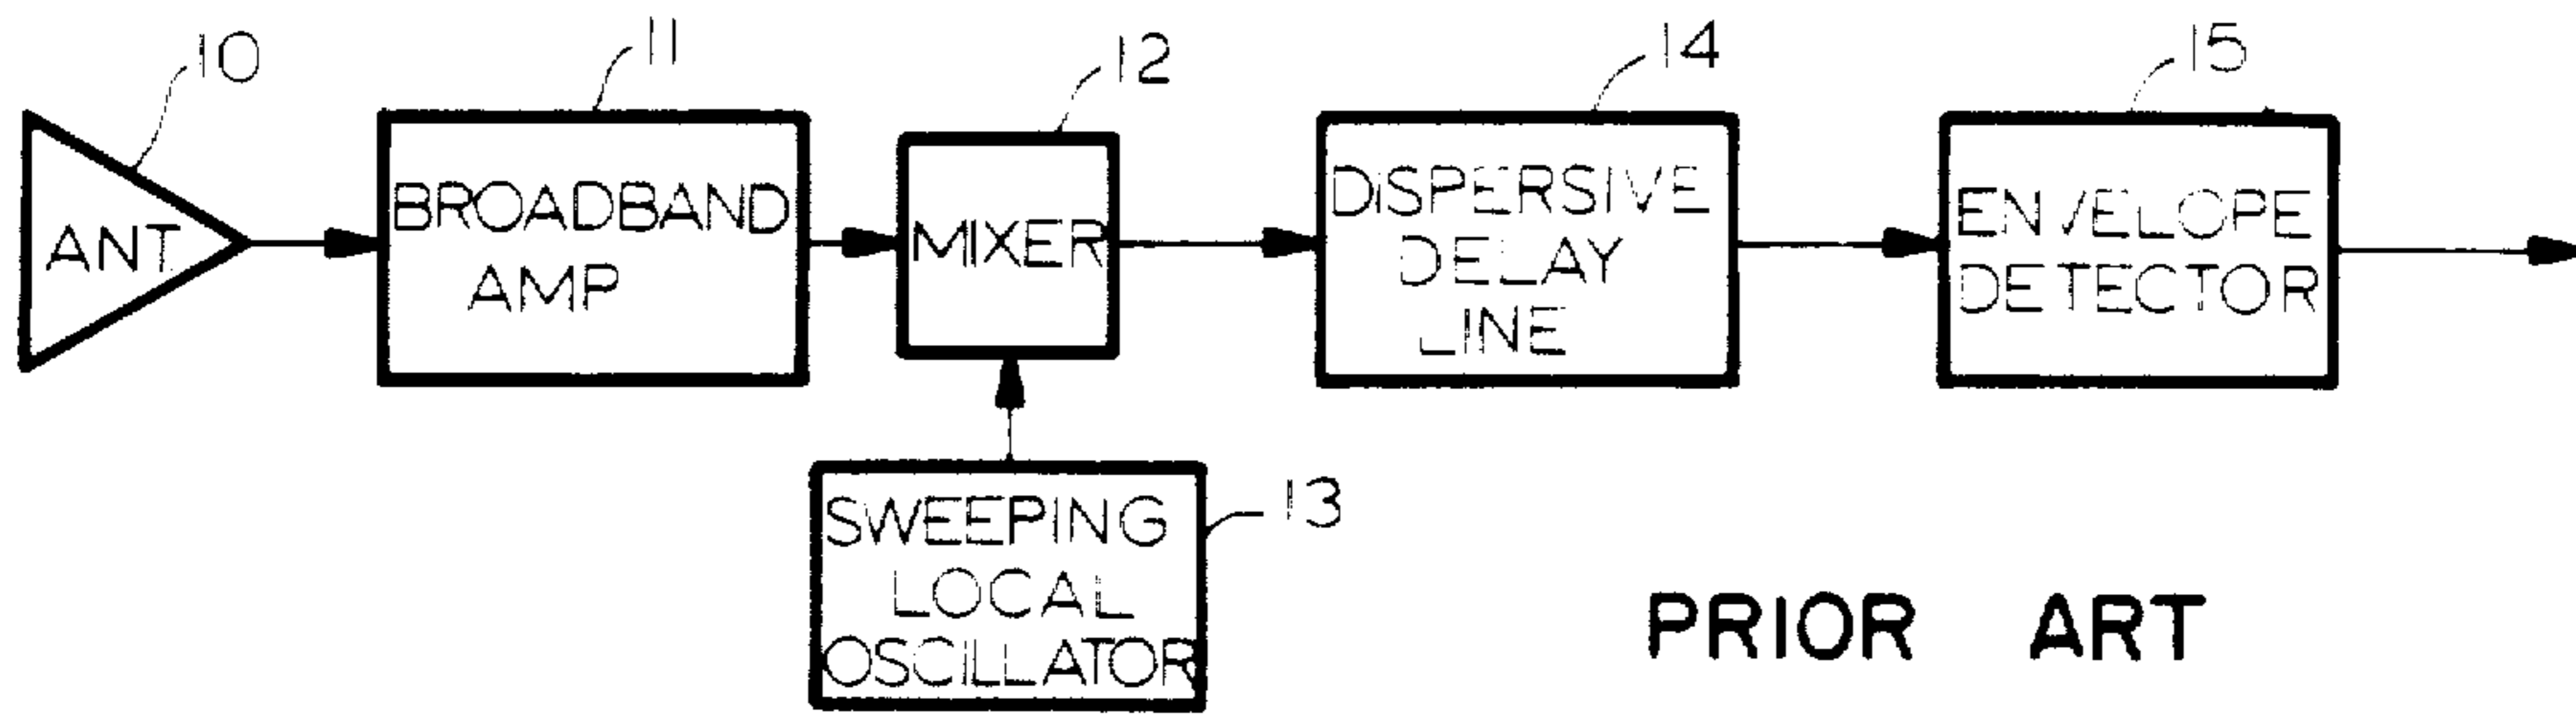 10
11
12
14
15
ANT.
BROADBAND
AMP
MIXER
DISPERSIVE
DELAY
LINE
ENVELOPE
DETECTOR
SWEEPING
LOCAL
OSCILLATOR
13
PRIOR ART